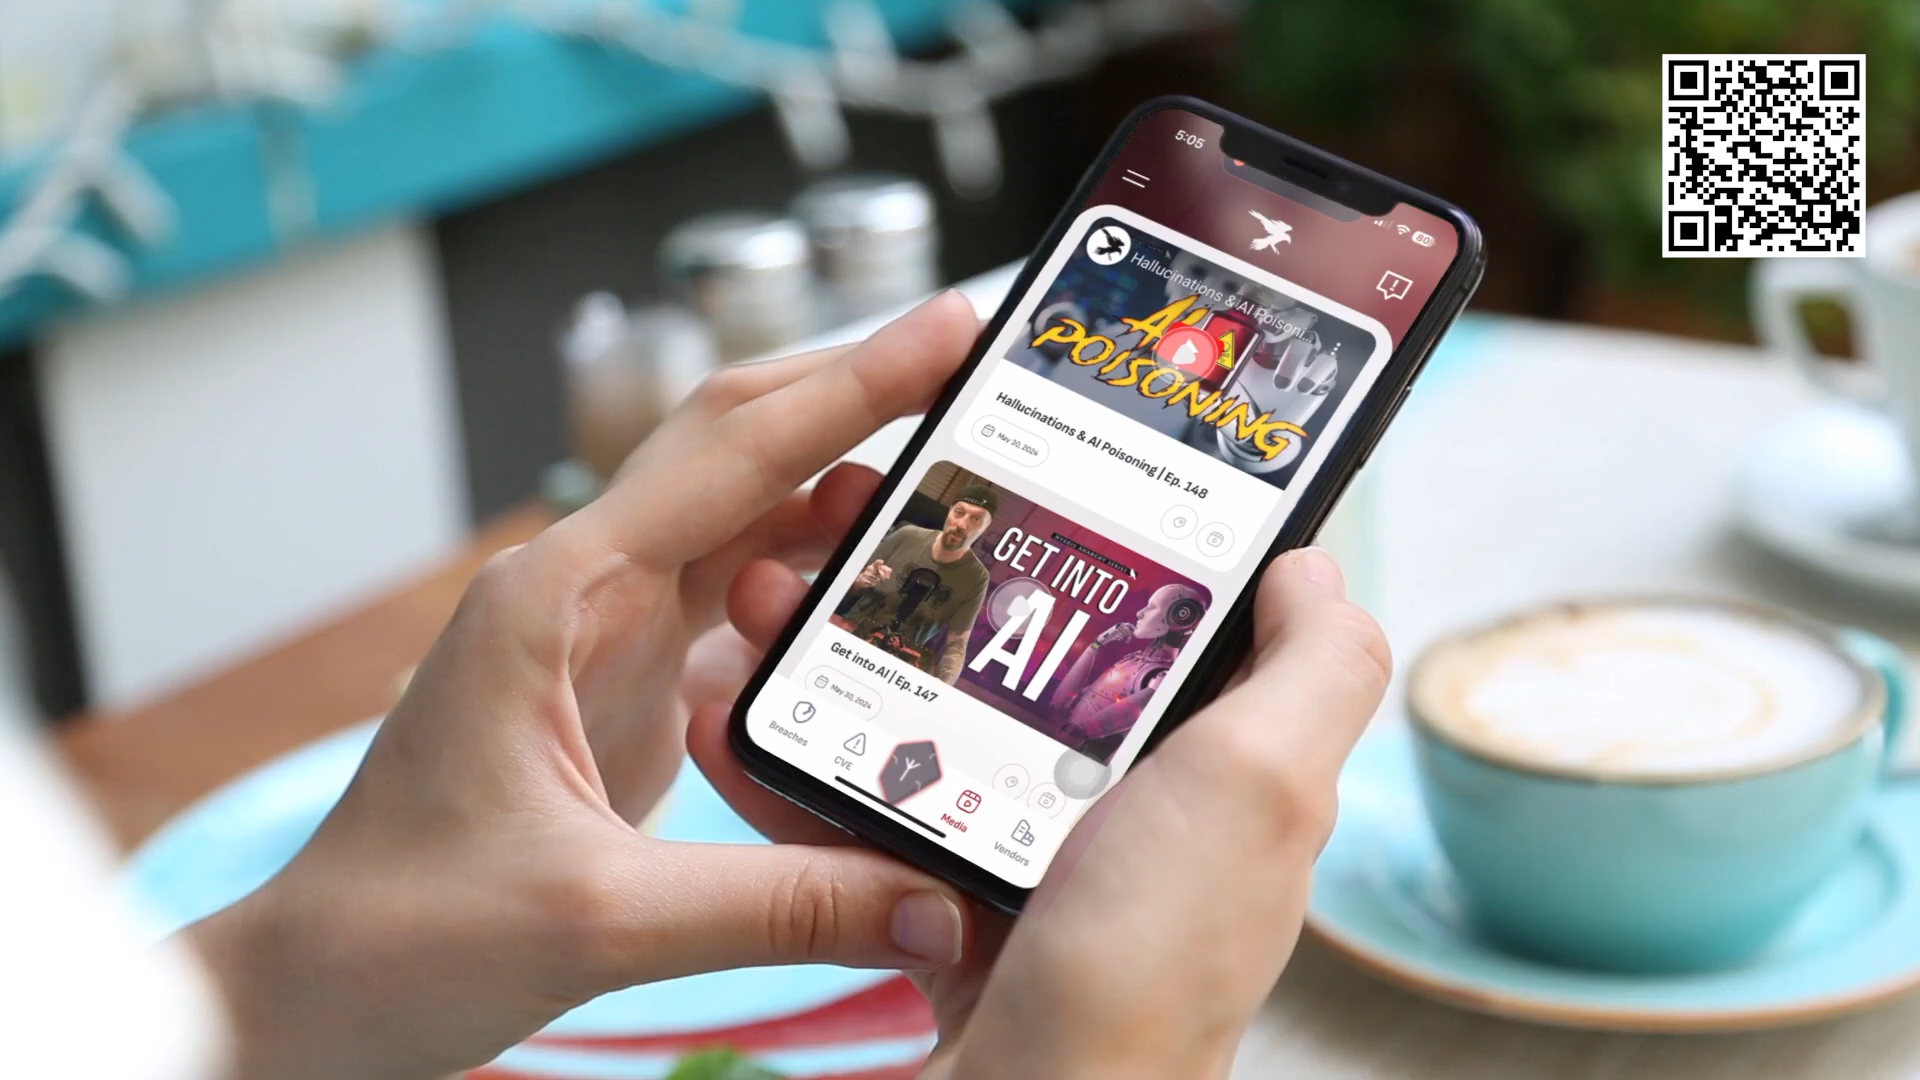 5:05
80
Hallucinations & AI Poisoni...
AI
POISONING
Hallucinations & AI Poisoning | Ep. 148
May 30, 2024
GET INTO
AI
Get into AI | Ep. 147
May 30, 2024
Breaches
CVE
Media
Vendors